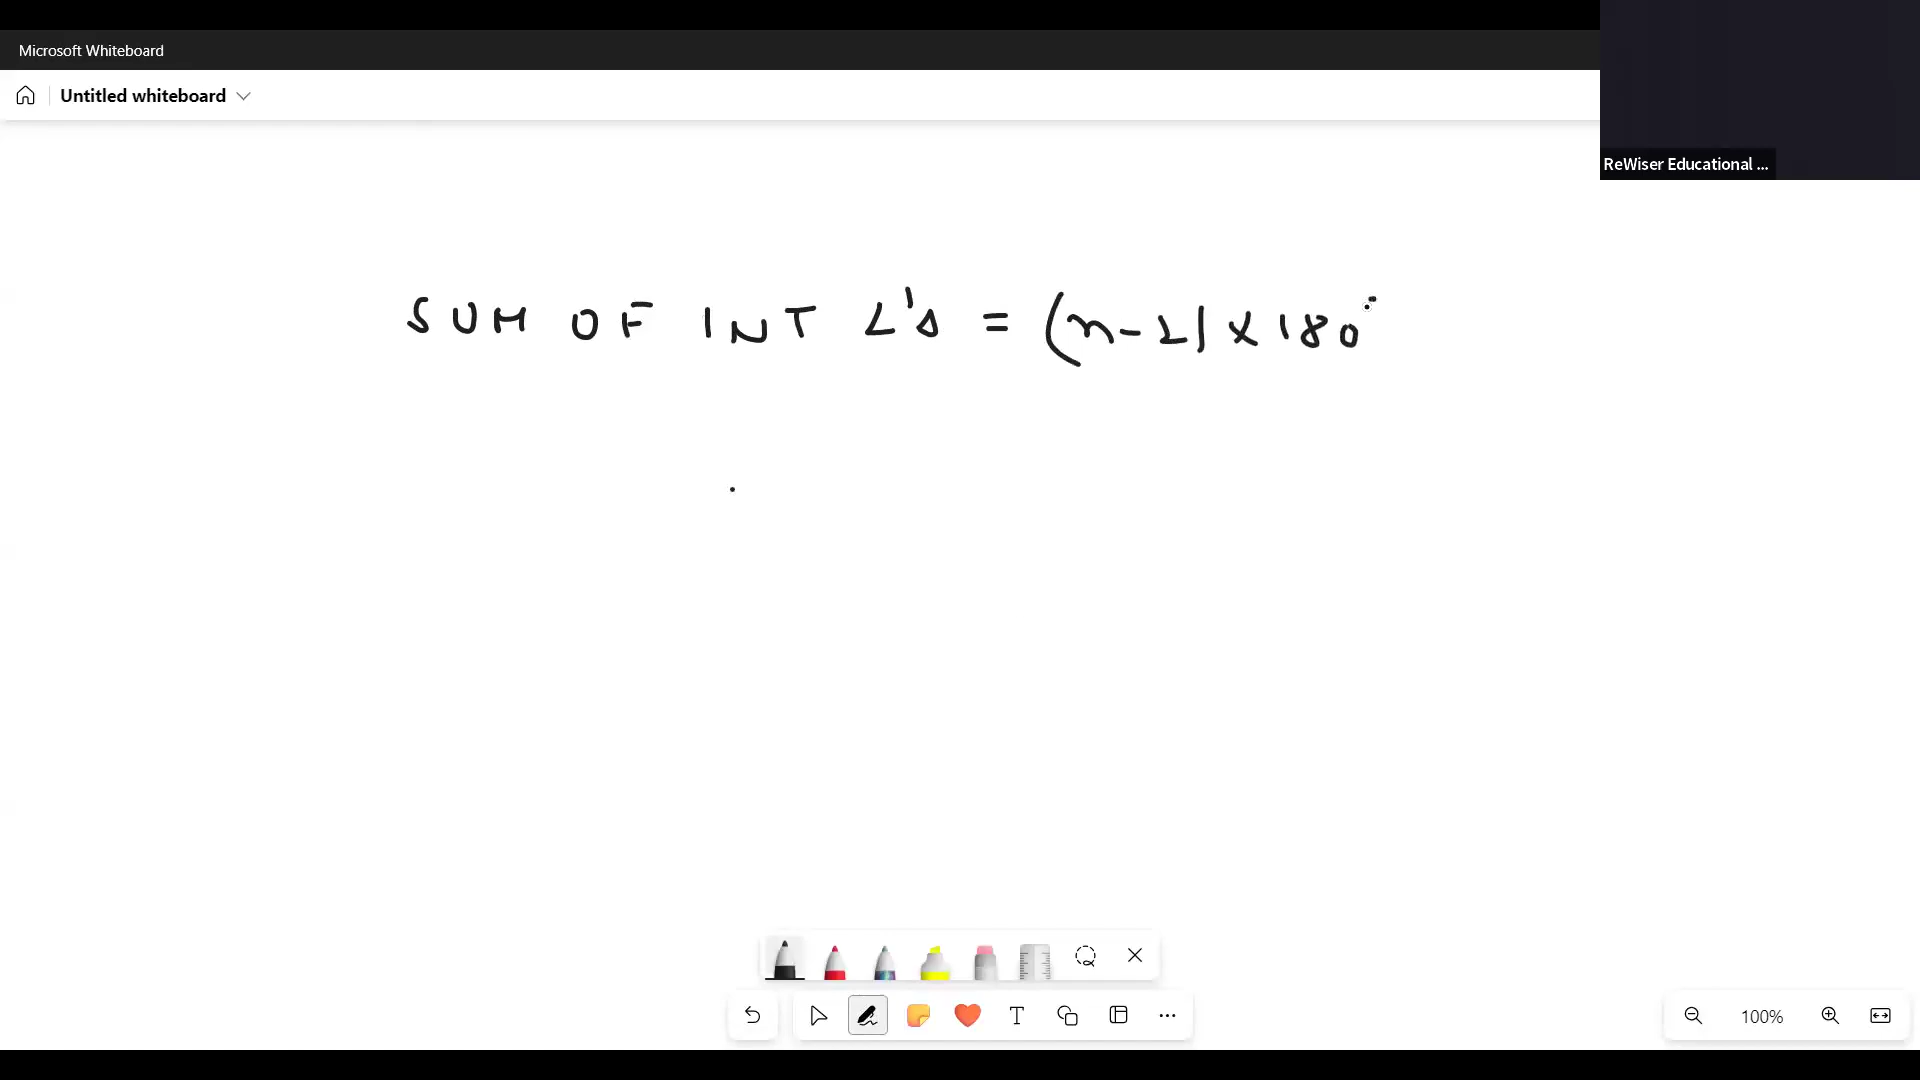 Microsoft Whiteboard
Untitled whiteboard
ReWiser Educational ...
SUM OF INT ∠'s = (n-2) × 180°
100%